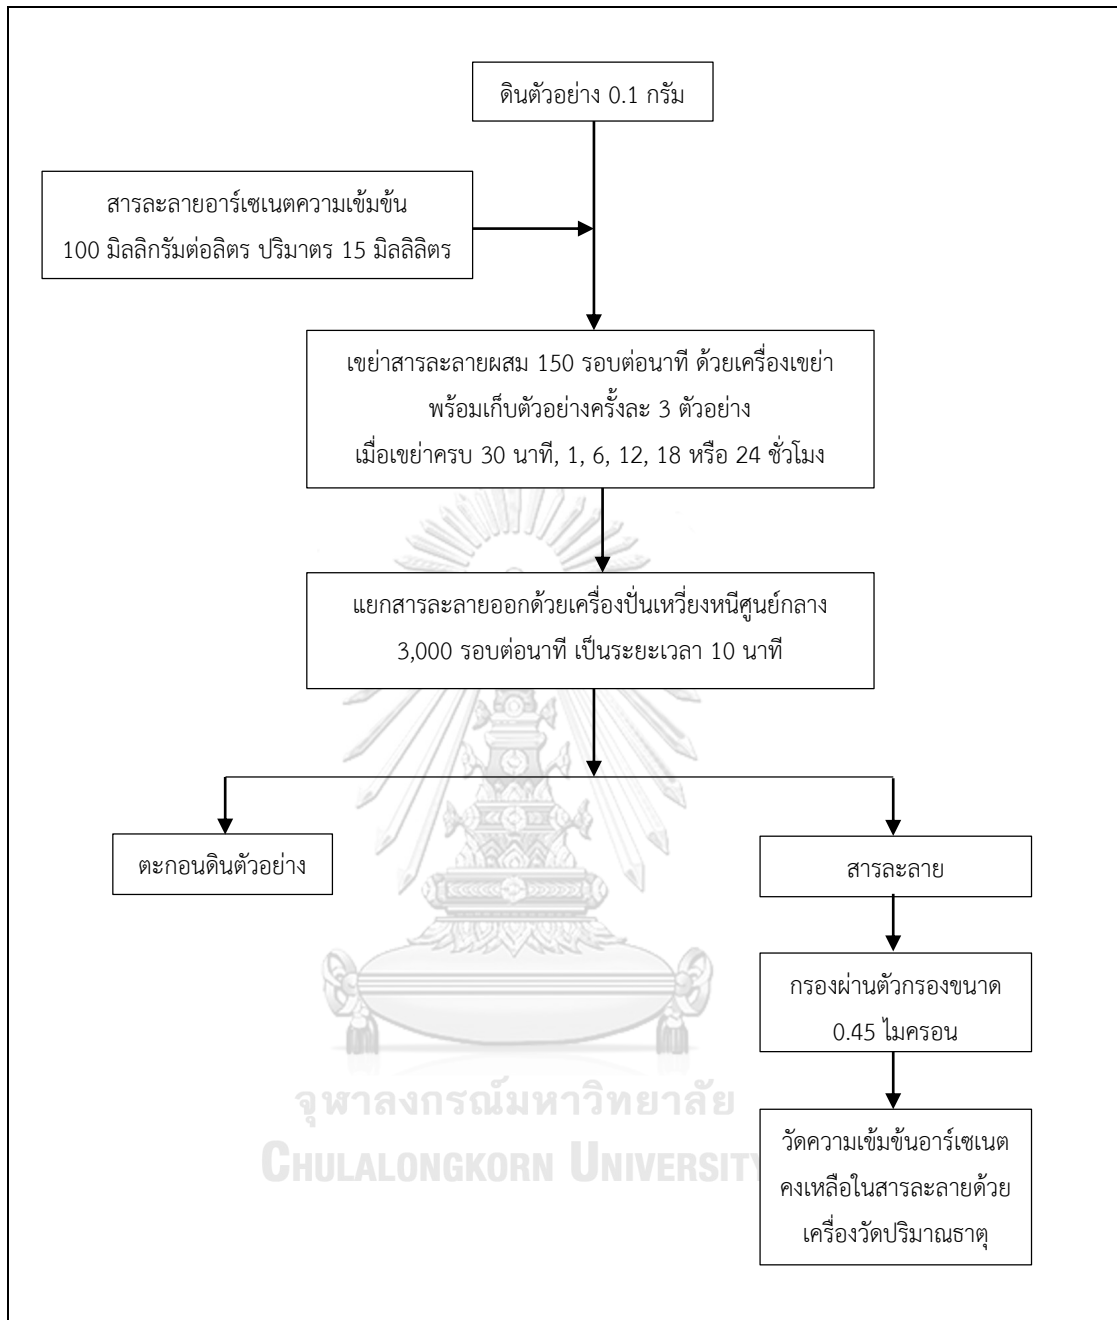 ดินตัวอย่าง 0.1 กรัม
สารละลายอาร์เซเนตความเข้มข้น
100 มิลลิกรัมต่อลิตร ปริมาตร 15 มิลลิลิตร
เขย่าสารละลายผสม 150 รอบต่อนาที ด้วยเครื่องเขย่า
พร้อมเก็บตัวอย่างครั้งละ 3 ตัวอย่าง
เมื่อเขย่าครบ 30 นาที, 1, 6, 12, 18 หรือ 24 ชั่วโมง
แยกสารละลายออกด้วยเครื่องปั่นเหวี่ยงหนีศูนย์กลาง
3,000 รอบต่อนาที เป็นระยะเวลา 10 นาที
ตะกอนดินตัวอย่าง
สารละลาย
กรองผ่านตัวกรองขนาด
0.45 ไมครอน
วัดความเข้มข้นอาร์เซเนต
คงเหลือในสารละลายด้วย
เครื่องวัดปริมาณธาตุ
จุฬาลงกรณ์มหาวิทยาลัย
CHULALONGKORN UNIVERSITY